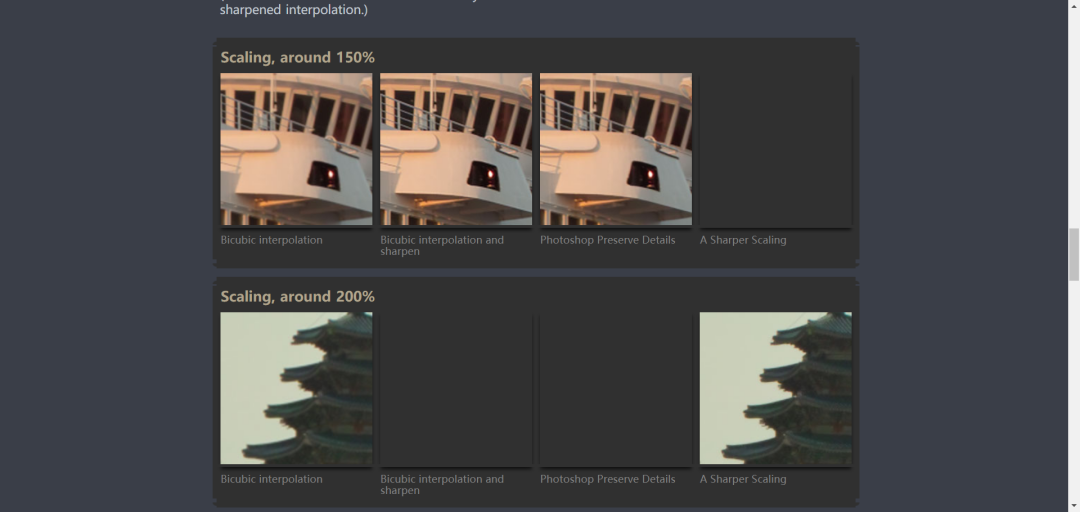 sharpened interpolation.)
Scaling, around 150%
Bicubic interpolation
Bicubic interpolation and
sharpen
Photoshop Preserve Details
A Sharper Scaling
Scaling, around 200%
Bicubic interpolation
Bicubic interpolation and
sharpen
Photoshop Preserve Details
A Sharper Scaling